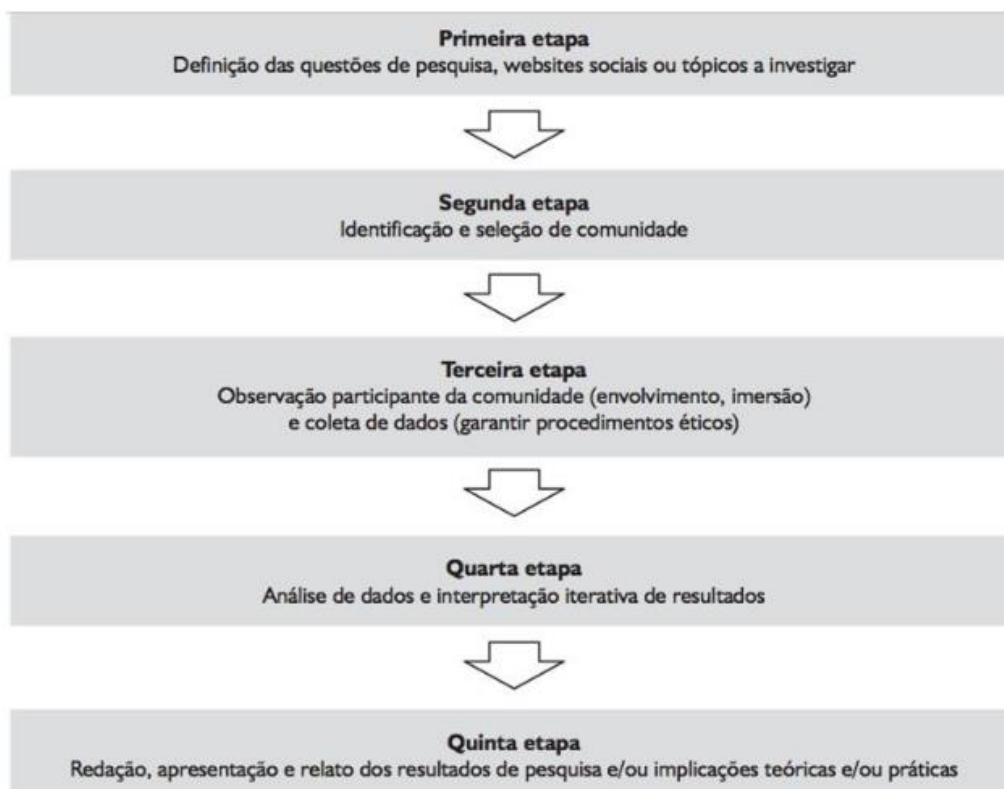 Primeira etapa
Definição das questões de pesquisa, websites sociais ou tópicos a investigar
Segunda etapa
Identificação e seleção de comunidade
Terceira etapa
Observação participante da comunidade (envolvimento, imersão)
e coleta de dados (garantir procedimentos éticos)
Quarta etapa
Análise de dados e interpretação iterativa de resultados
Quinta etapa
Redação, apresentação e relato dos resultados de pesquisa e/ou implicações teóricas e/ou práticas